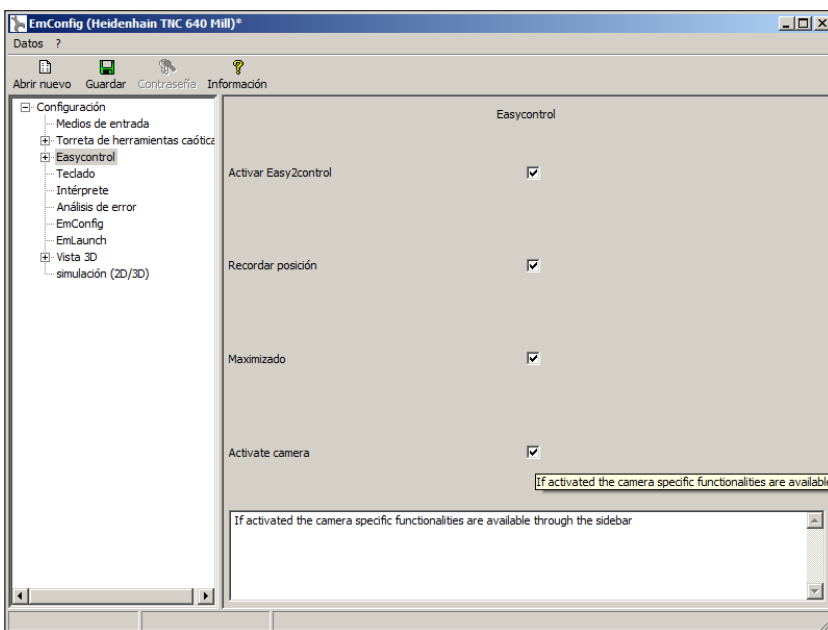 EmConfig (Heidenhain TNC 640 Mill)*
Datos ?
Abrir nuevo Guardar Contraseña Información
Configuración
Medios de entrada
Torreta de herramientas caótica
Easycontrol
Teclado
Intérprete
Análisis de error
EmConfig
EmLaunch
Vista 3D
simulación (2D/3D)
Easycontrol
Activar Easy2control
Recordar posición
Maximizado
Activate camera
If activated the camera specific functionalities are available
If activated the camera specific functionalities are available through the sidebar